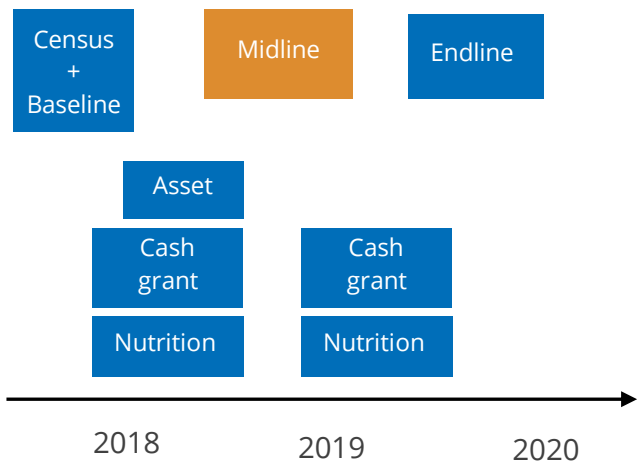 Census
+
Baseline
Midline
Endline
Asset
Cash
grant
Cash
grant
Nutrition
Nutrition
2018
2019
2020